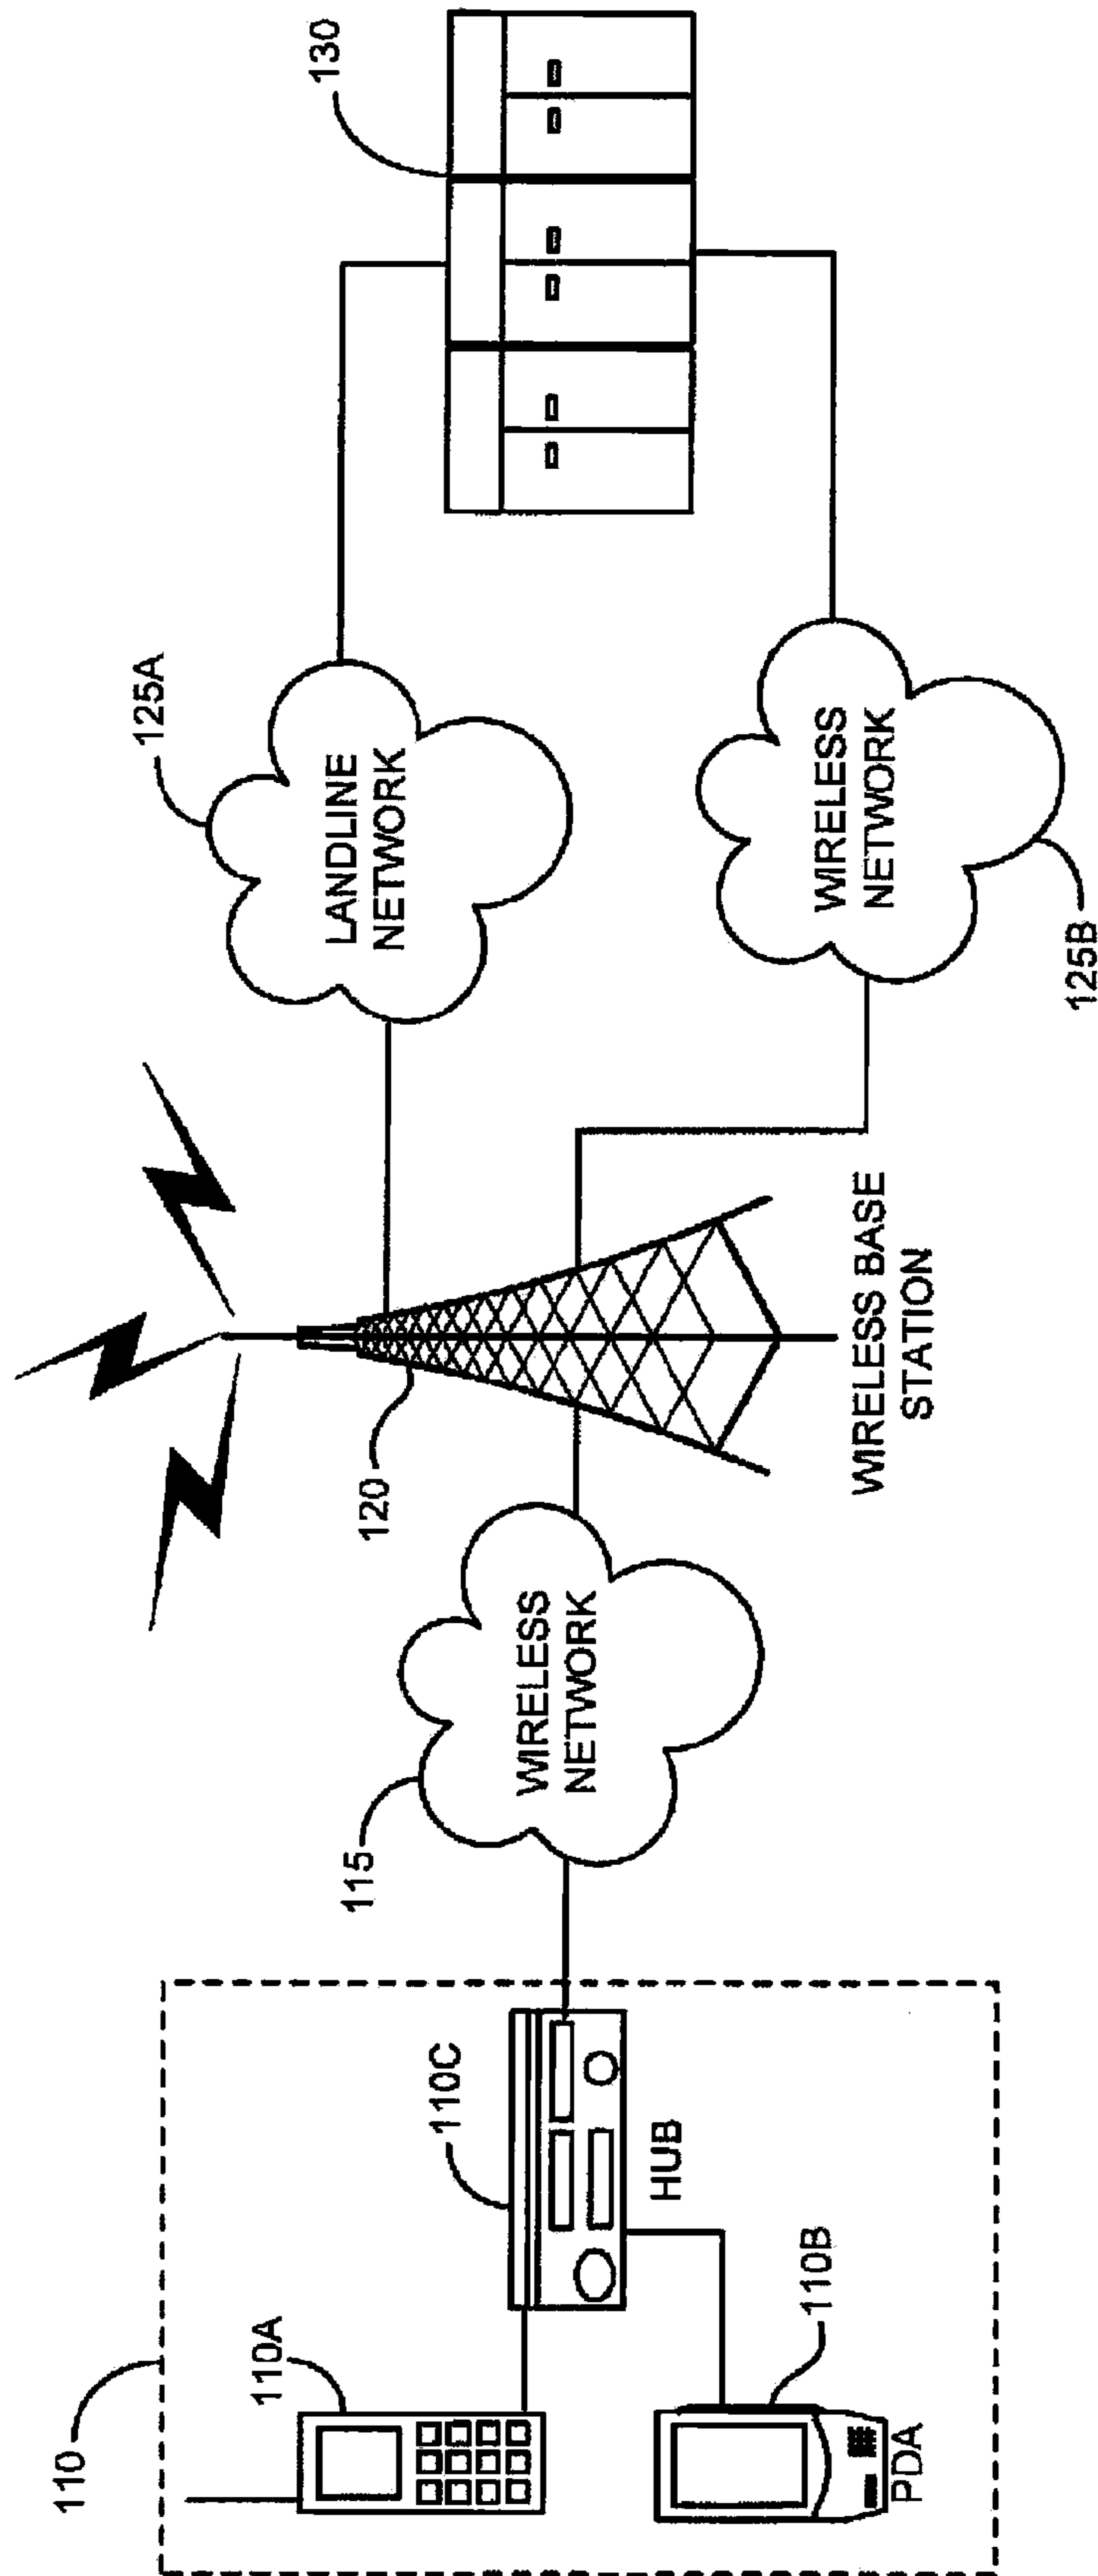 110
110A
110B
PDA
110C
HUB
115
WIRELESS
NETWORK
120
WIRELESS BASE
STATION
125A
LANDLINE
NETWORK
WIRELESS
NETWORK
125B
130